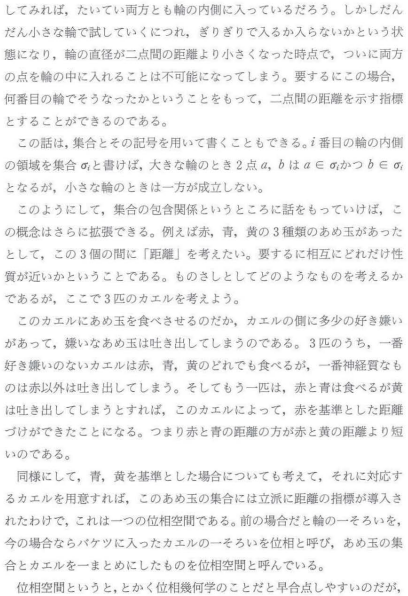 してみれば，たいてい両方とも輪の内側に入っているだろう。しかしだん
だん小さな輪で試していくにつれ，ぎりぎりで入るか入らないかという状
態になり，輪の直径が二点間の距離より小さくなった時点で，ついに両方
の点を輪の中に入れることは不可能になってしまう。要するにこの場合，
何番目の輪でそうなったかということをもって，二点間の距離を示す指標
とすることができるのである。
この話は，集合とその記号を用いて書くこともできる。i 番目の輪の内側
の領域を集合 σiと書けば，大きな輪のとき2点 a, b は a ∈ σiかつ b ∈ σi
となるが，小さな輪のときは一方が成立しない。
このようにして，集合の包含関係というところに話をもっていけば，こ
の概念はさらに拡張できる。例えば赤，青，黄の3種類のあめ玉があった
として，この3個の間に「距離」を考えたい。要するに相互にどれだけ性
質が近いかということである。ものさしとしてどのようなものを考えるか
であるが，ここで3匹のカエルを考えよう。
このカエルにあめ玉を食べさせるのだか，カエルの側に多少の好き嫌い
があって，嫌いなあめ玉は吐き出してしまうのである。3匹のうち，一番
好き嫌いのないカエルは赤，青，黄のどれでも食べるが，一番神経質なも
のは赤以外は吐き出してしまう。そしてもう一匹は，赤と青は食べるが黄
は吐き出してしまうとすれば，このカエルによって，赤を基準とした距離
づけができたことになる。つまり赤と青の距離の方が赤と黄の距離より短
いのである。
同様にして，青，黄を基準とした場合についても考えて，それに対応す
るカエルを用意すれば，このあめ玉の集合には立派に距離の指標が導入さ
れたわけで，これは一つの位相空間である。前の場合だと輪の一そろいを，
今の場合ならバケツに入ったカエルの一そろいを位相と呼び，あめ玉の集
合とカエルを一まとめにしたものを位相空間と呼んでいる。
位相空間というと，とかく位相幾何学のことだと早合点しやすいのだが，